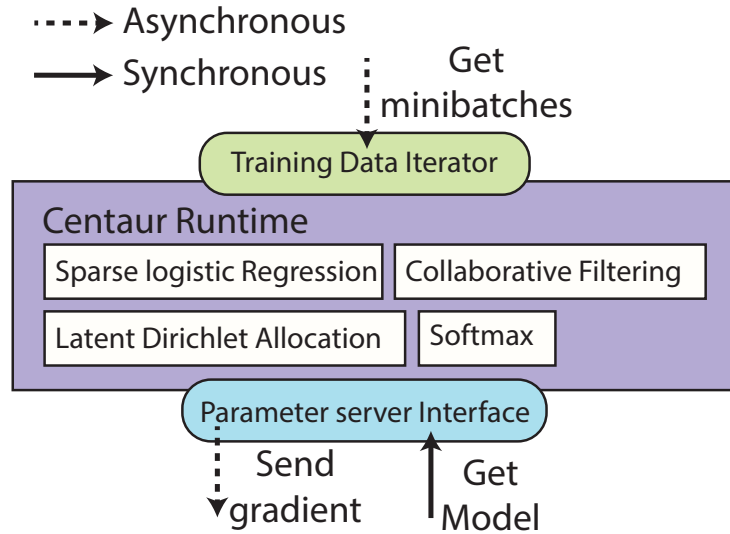 Asynchronous
Synchronous
Get
minibatches
Training Data Iterator
Centaur Runtime
Sparse logistic Regression
Collaborative Filtering
Latent Dirichlet Allocation
Softmax
Parameter server Interface
Send
gradient
Get
Model